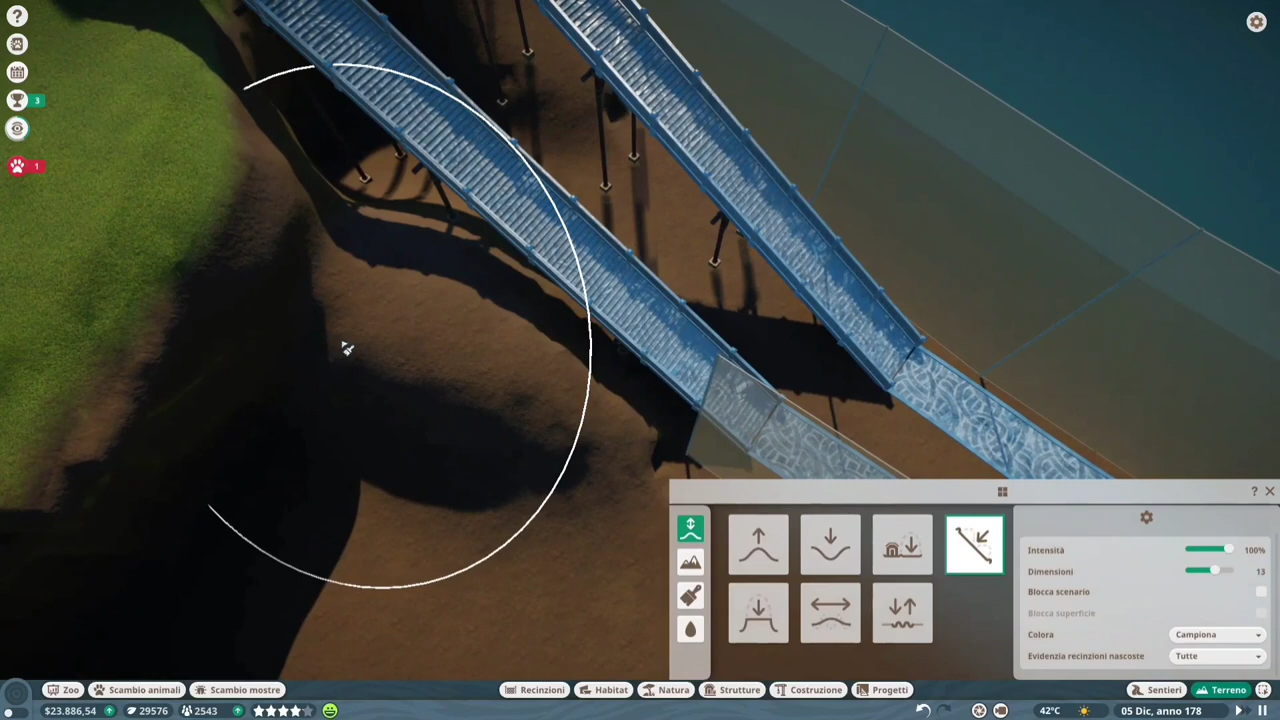 ?
3
1
? ×
Intensità 100%
Dimensioni 13
Blocca scenario
Blocca superficie
Colora Campiona
Evidenzia recinzioni nascoste Tutte
Zoo Scambio animali Scambio mostre Recinzioni Habitat Natura Strutture Costruzione Progetti Sentieri Terreno
$23.886,54 29576 2543 42°C 05 Dic, anno 178